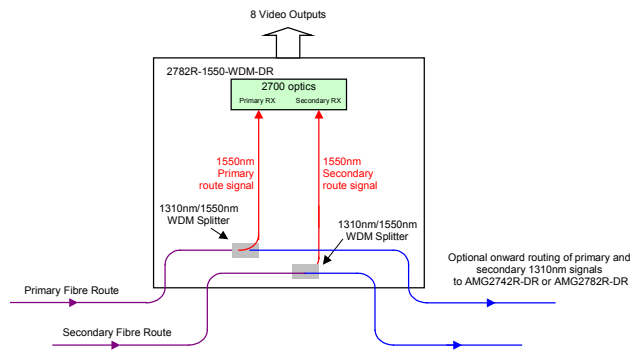 8 Video Outputs
2782R-1550-WDM-DR
2700 optics
Primary RX
Secondary RX
1550nm
Primary
route signal
1550nm
Secondary
route signal
1310nm/1550nm
WDM Splitter
1310nm/1550nm
WDM Splitter
Optional onward routing of primary and
secondary 1310nm signals
to AMG2742R-DR or AMG2782R-DR
Primary Fibre Route
Secondary Fibre Route